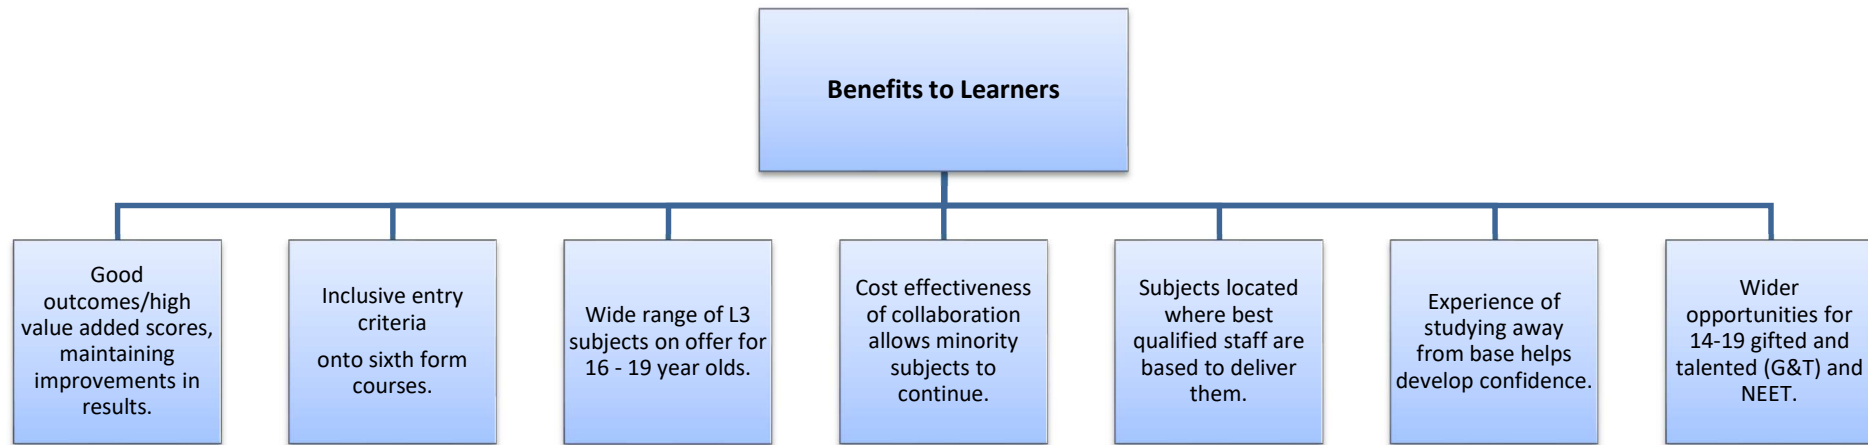 Benefits to Learners
Good
outcomes/high
value added scores,
maintaining
improvements in
results.
Inclusive entry
criteria
onto sixth form
courses.
Wide range of L3
subjects on offer for
16 - 19 year olds.
Cost effectiveness
of collaboration
allows minority
subjects to
continue.
Subjects located
where best
qualified staff are
based to deliver
them.
Experience of
studying away
from base helps
develop confidence.
Wider
opportunities for
14-19 gifted and
talented (G&T) and
NEET.